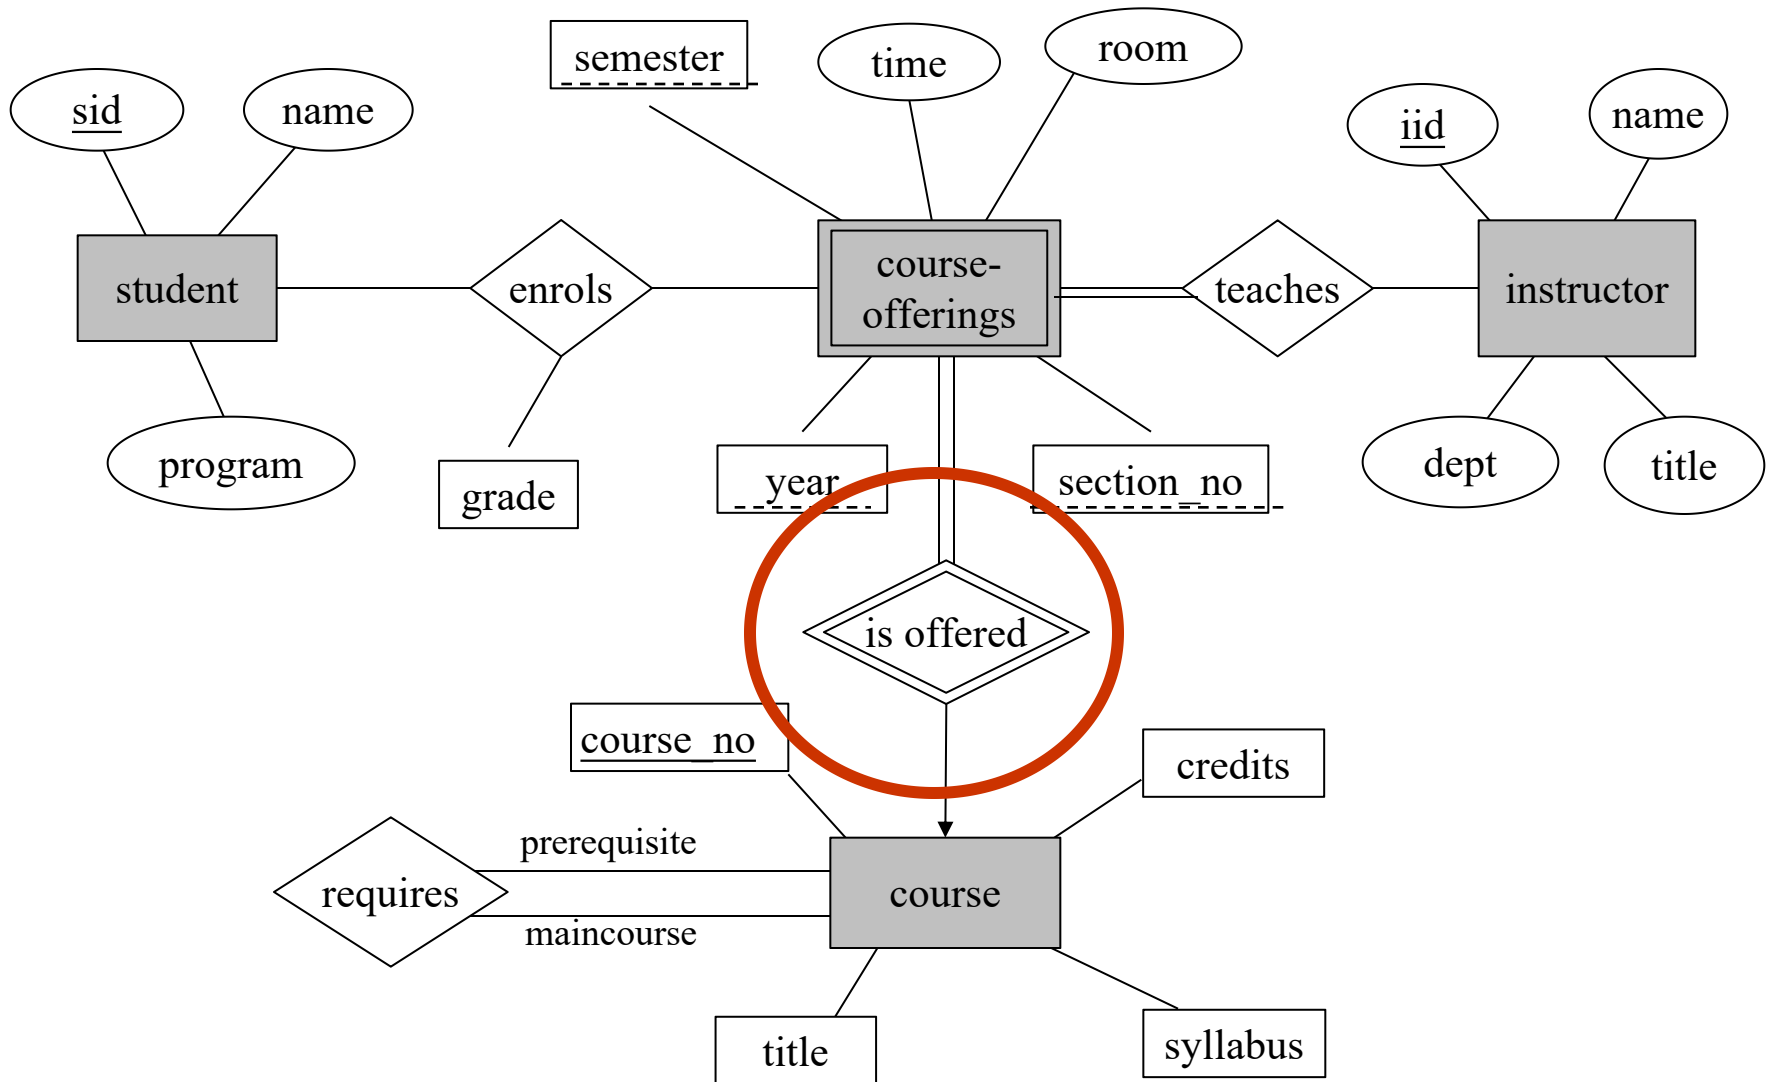 semester
time
room
sid
name
iid
name
student
enrols
course-
offerings
teaches
instructor
program
grade
year
section_no
dept
title
is offered
course_no
credits
prerequisite
requires
course
maincourse
title
syllabus